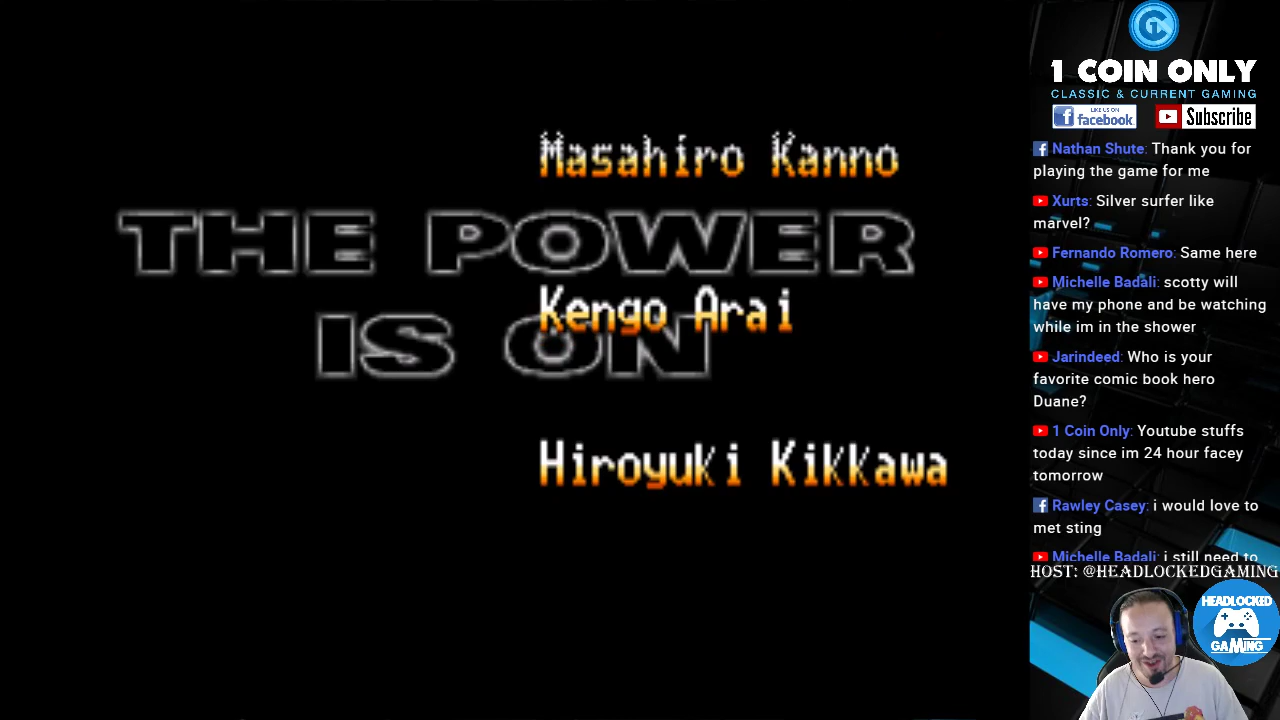 Masahiro Kanno
THE POWER
Kengo Arai
IS ON
Hiroyuki Kikkawa
1 COIN ONLY
CLASSIC & CURRENT GAMING
LIKE US ON
facebook.
Subscribe
Nathan Shute: Thank you for
playing the game for me
Xurts: Silver surfer like
marvel?
Fernando Romero: Same here
Michelle Badali: scotty will
have my phone and be watching
while im in the shower
Jarindeed: Who is your
favorite comic book hero
Duane?
1 Coin Only: Youtube stuffs
today since im 24 hour facey
tomorrow
Rawley Casey: i would love to
met sting
Michelle Badali: i still need to
HOST: @HEADLOCKEDGAMING
HEADLOCKED
GAMING